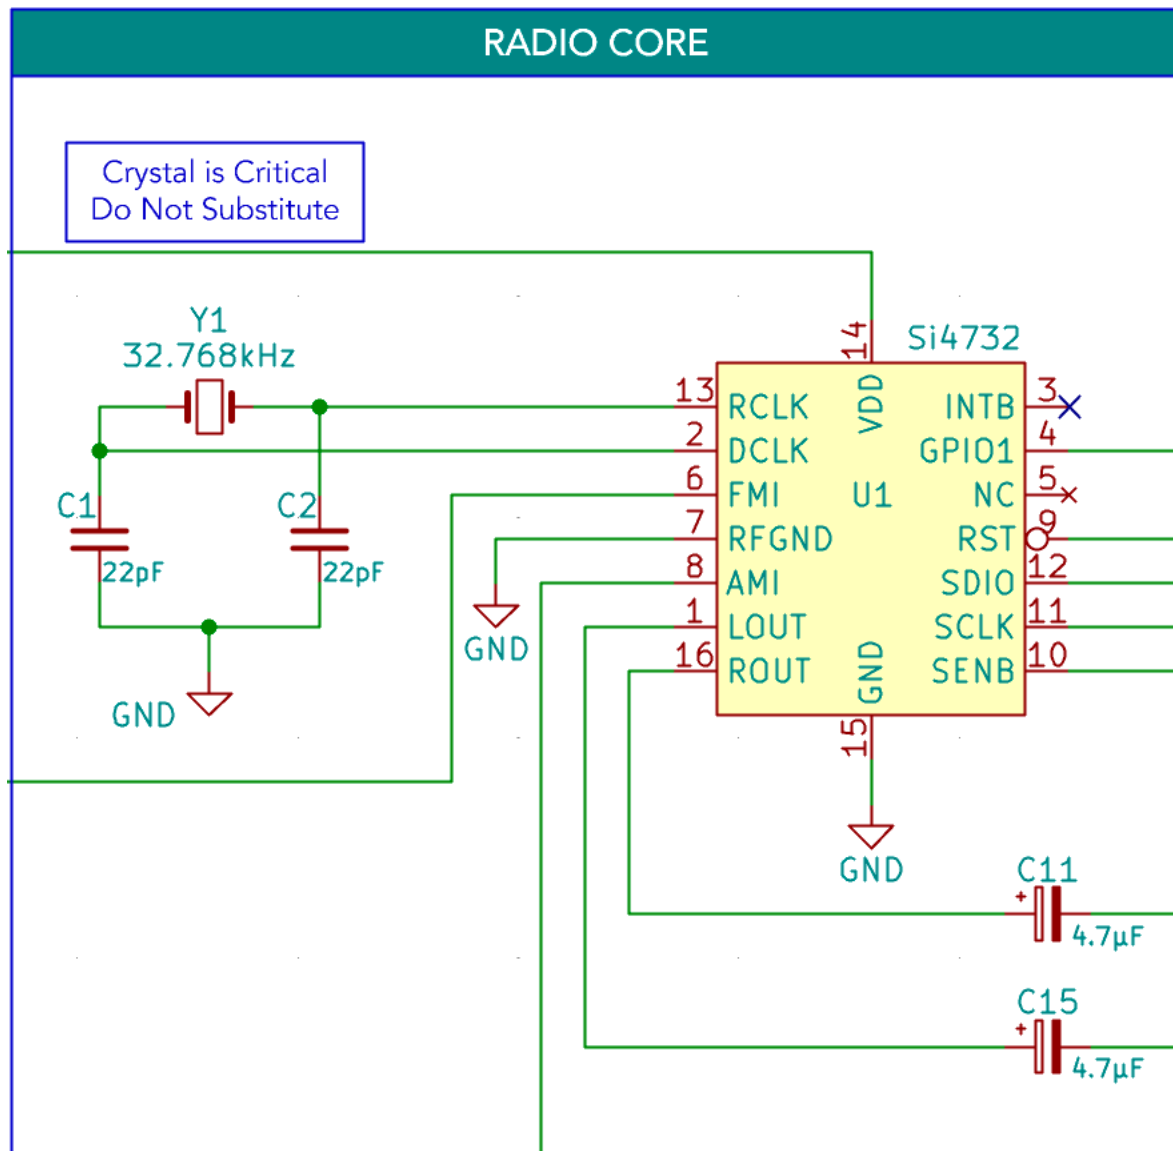 RADIO CORE
Crystal is Critical
Do Not Substitute
Y1
32.768kHz
C1
22pF
C2
22pF
GND
GND
14
Si4732
13
RCLK
VDD
INTB
3
2
DCLK
GPIO1
4
6
FMI
U1
NC
5
7
RFGND
RST
9
8
AMI
SDIO
12
1
LOUT
SCLK
11
16
ROUT
GND
SENB
10
15
GND
C11
+
4.7µF
C15
+
4.7µF